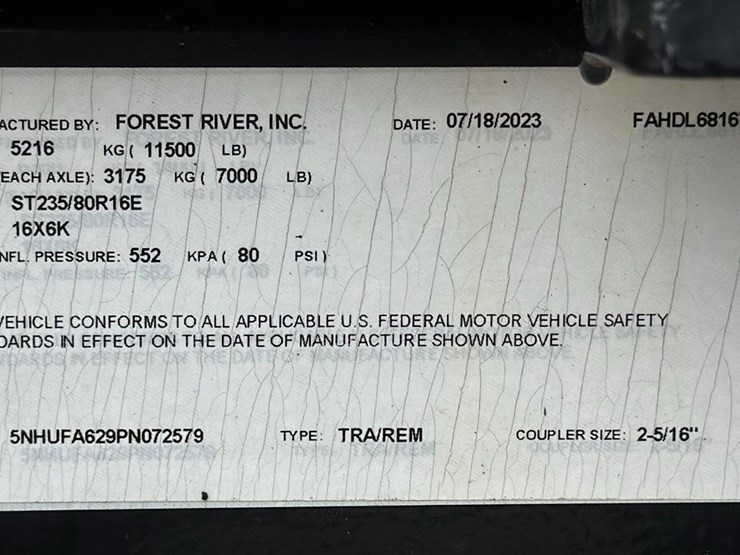 ACTURED BY: FOREST RIVER, INC. DATE: 07/18/2023 FAHDL6816
5216 KG ( 11500 LB)
EACH AXLE): 3175 KG ( 7000 LB)
ST235/80R16E
16X6K
NFL. PRESSURE: 552 KPA ( 80 PSI )
VEHICLE CONFORMS TO ALL APPLICABLE U.S. FEDERAL MOTOR VEHICLE SAFETY
DARDS IN EFFECT ON THE DATE OF MANUFACTURE SHOWN ABOVE.
5NHUFA629PN072579 TYPE: TRA/REM COUPLER SIZE: 2-5/16"